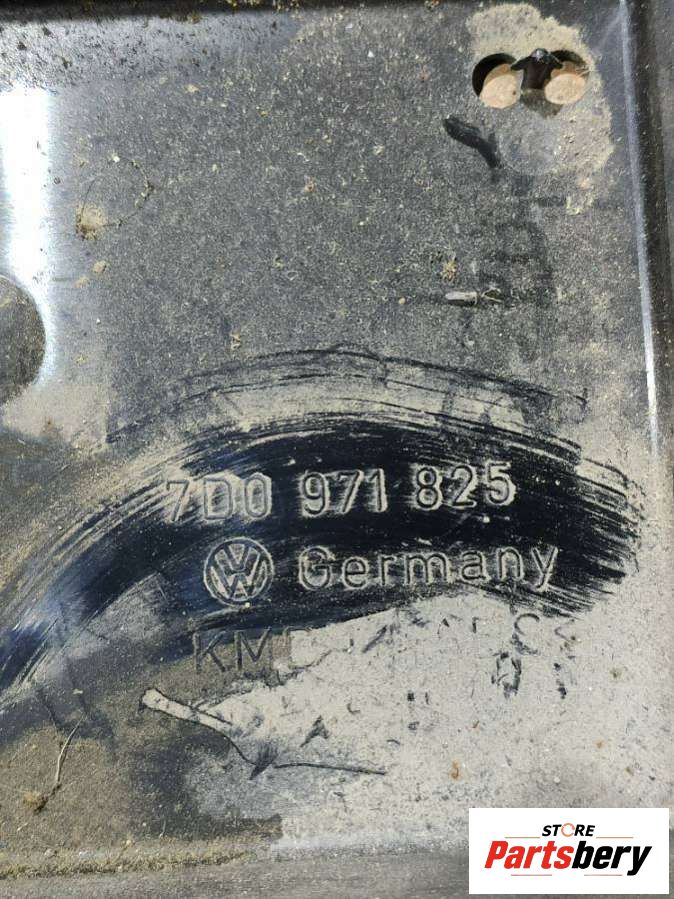 7D0 971 825
Germany
STORE
Partsbery